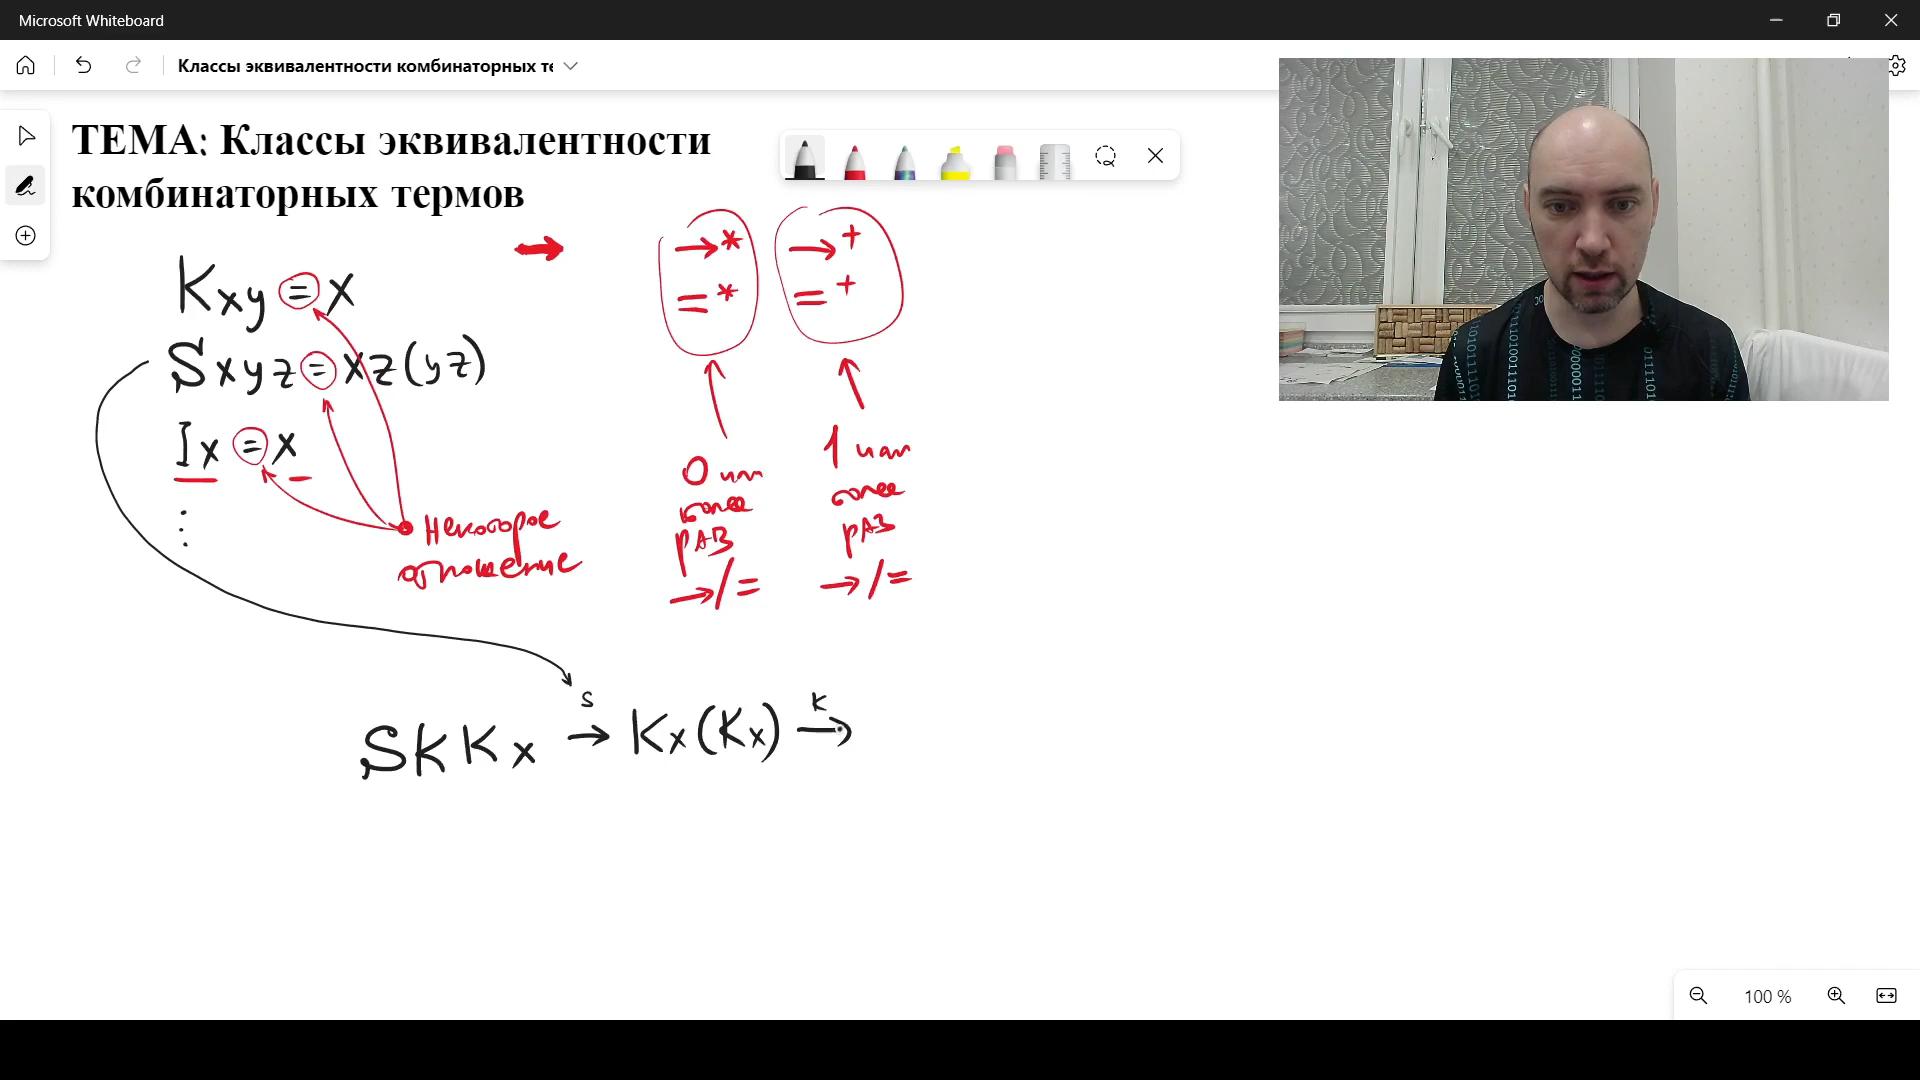 Microsoft Whiteboard
Классы эквивалентности комбинаторных те
ТЕМА: Классы эквивалентности
комбинаторных термов
Kxy = x
Sxyz = xz(yz)
Ix = x
⋮
Некоторое
отношение
→* →+
=* =+
0 или
более
РАЗ
→/=
1 или
более
РАЗ
→/=
SKKx →s Kx(Kx) →K
100 %